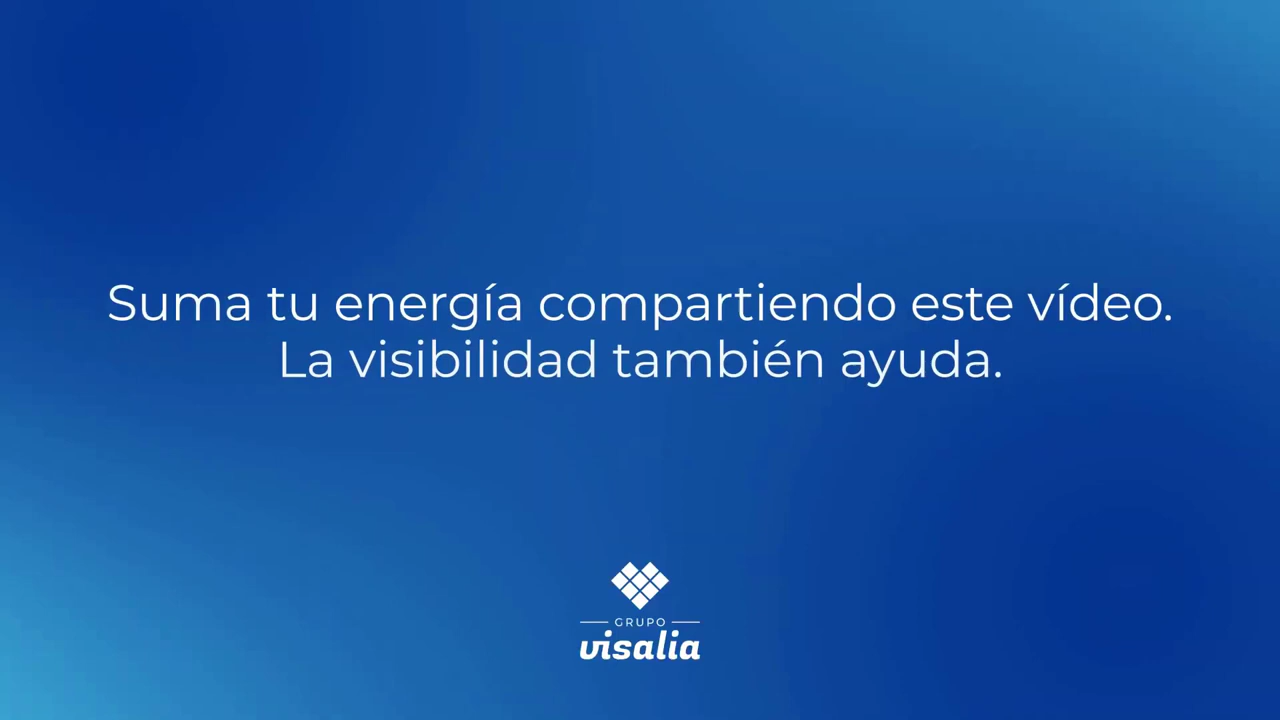 Suma tu energía compartiendo este vídeo.
La visibilidad también ayuda.
GRUPO
visalia